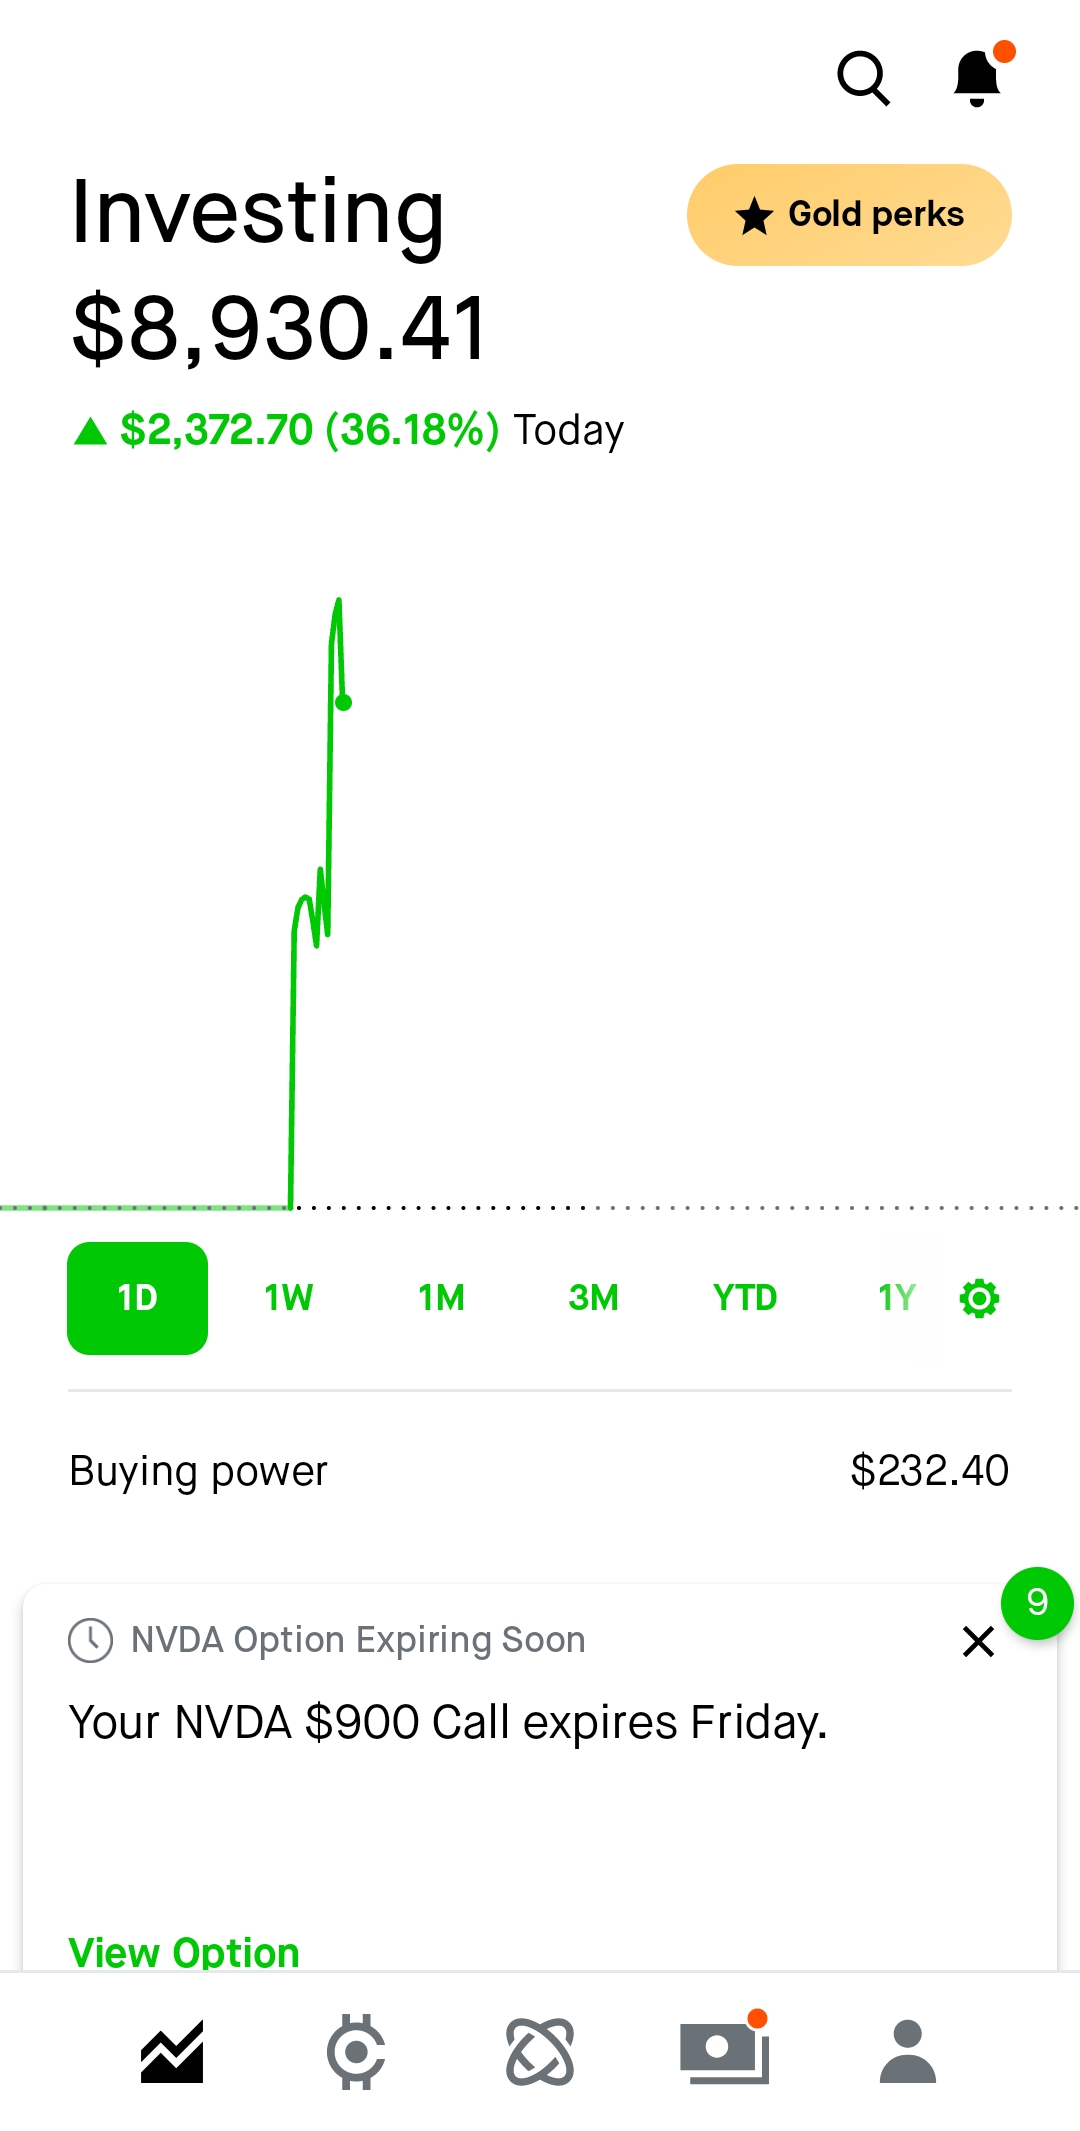 Investing
Gold perks
$8,930.41
$2,372.70 (36.18%) Today
1D 1W 1M 3M YTD 1Y
Buying power $232.40
9
NVDA Option Expiring Soon
Your NVDA $900 Call expires Friday.
View Option